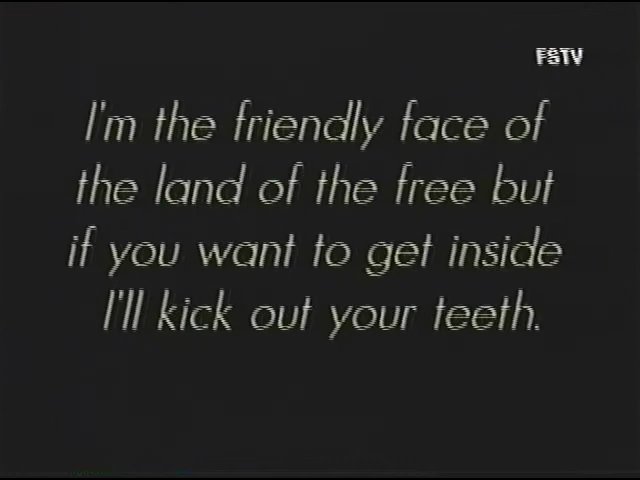 FSTV
I'm the friendly face of
the land of the free but
if you want to get inside
I'll kick out your teeth.